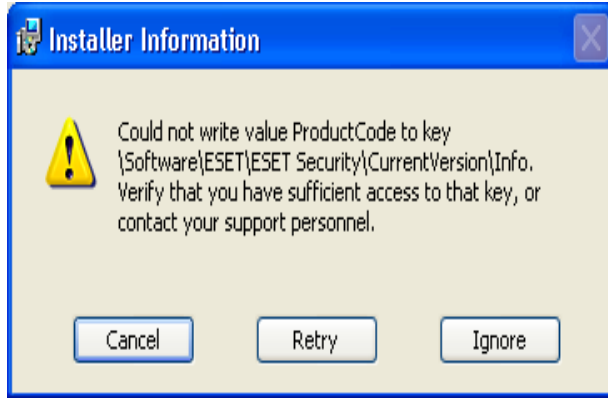 Installer Information
Could not write value ProductCode to key
\Software\ESET\ESET Security\CurrentVersion\Info.
Verify that you have sufficient access to that key, or
contact your support personnel.
Cancel Retry Ignore